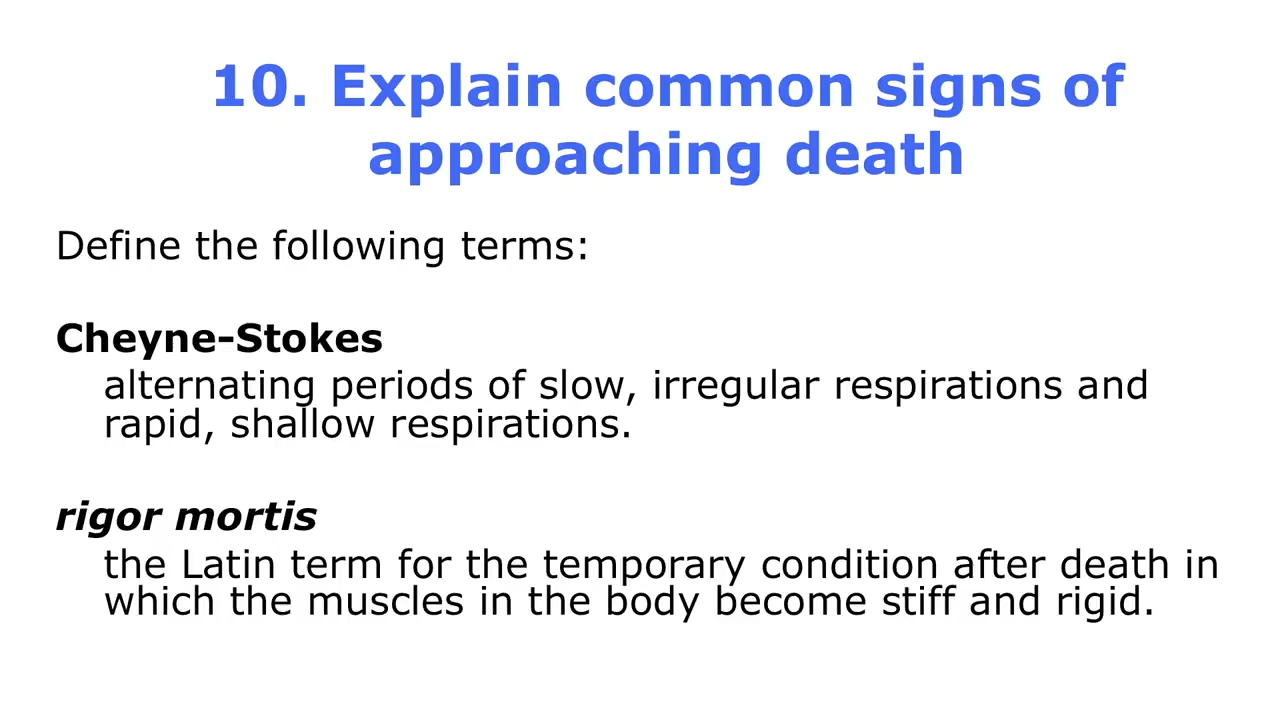 10. Explain common signs of
approaching death
Define the following terms:
Cheyne-Stokes
alternating periods of slow, irregular respirations and
rapid, shallow respirations.
rigor mortis
the Latin term for the temporary condition after death in
which the muscles in the body become stiff and rigid.